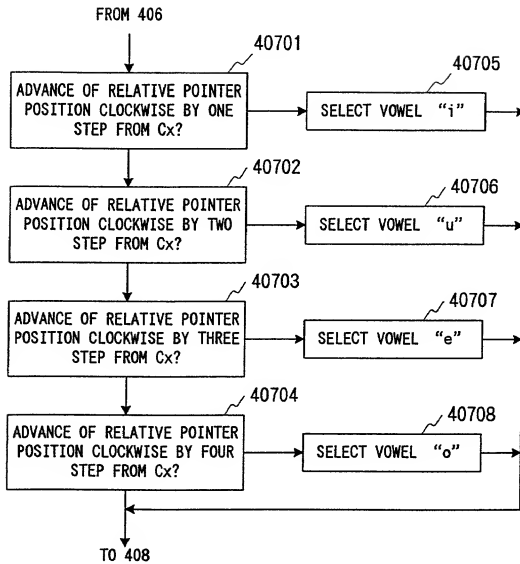 FROM 406
40701
ADVANCE OF RELATIVE POINTER
POSITION CLOCKWISE BY ONE
STEP FROM Cx?
40705
SELECT VOWEL "i"
40702
ADVANCE OF RELATIVE POINTER
POSITION CLOCKWISE BY TWO
STEP FROM Cx?
40706
SELECT VOWEL "u"
40703
ADVANCE OF RELATIVE POINTER
POSITION CLOCKWISE BY THREE
STEP FROM Cx?
40707
SELECT VOWEL "e"
40704
ADVANCE OF RELATIVE POINTER
POSITION CLOCKWISE BY FOUR
STEP FROM Cx?
40708
SELECT VOWEL "o"
TO 408